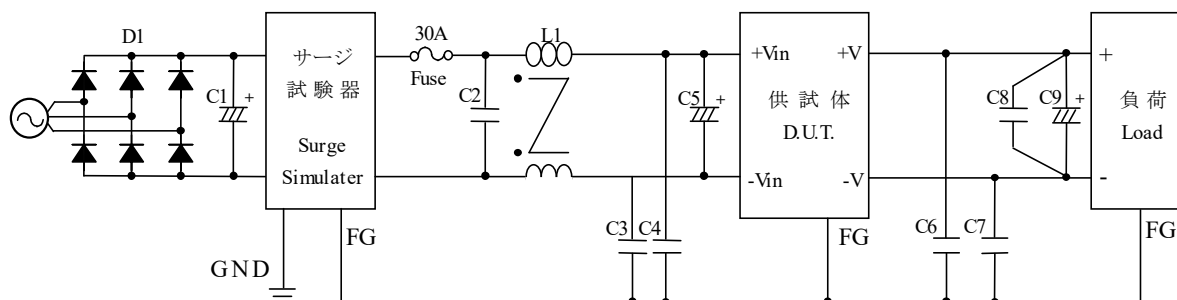 D1
C1
+
サージ
試験器
Surge
Simulater
GND
FG
30A
Fuse
C2
L1
C3
C4
C5
+
+Vin
-Vin
供試体
D.U.T.
+V
-V
FG
C6
C7
C8
C9
+
+
-
負荷
Load
FG